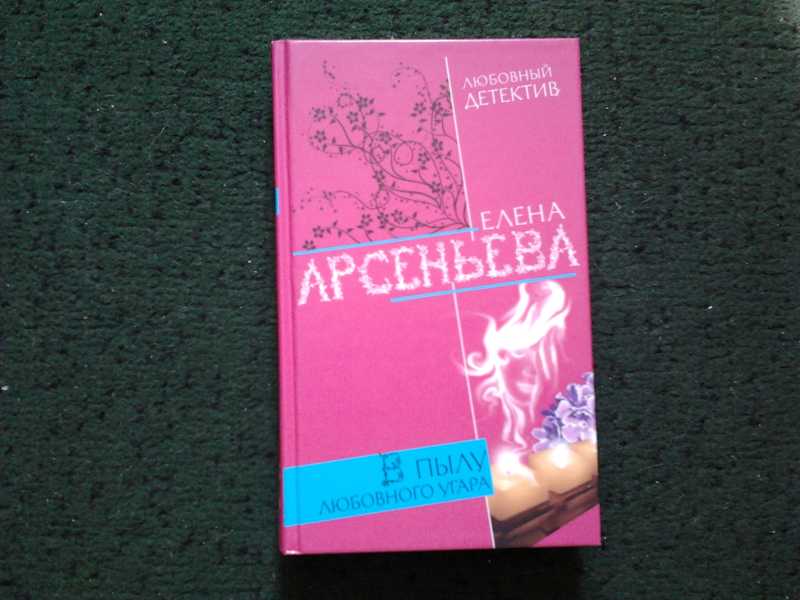 ЛЮБОВНЫЙ
ДЕТЕКТИВ
ЕЛЕНА
АРСЕНЬЕВА
В ПЫЛУ
ЛЮБОВНОГО УГАРА